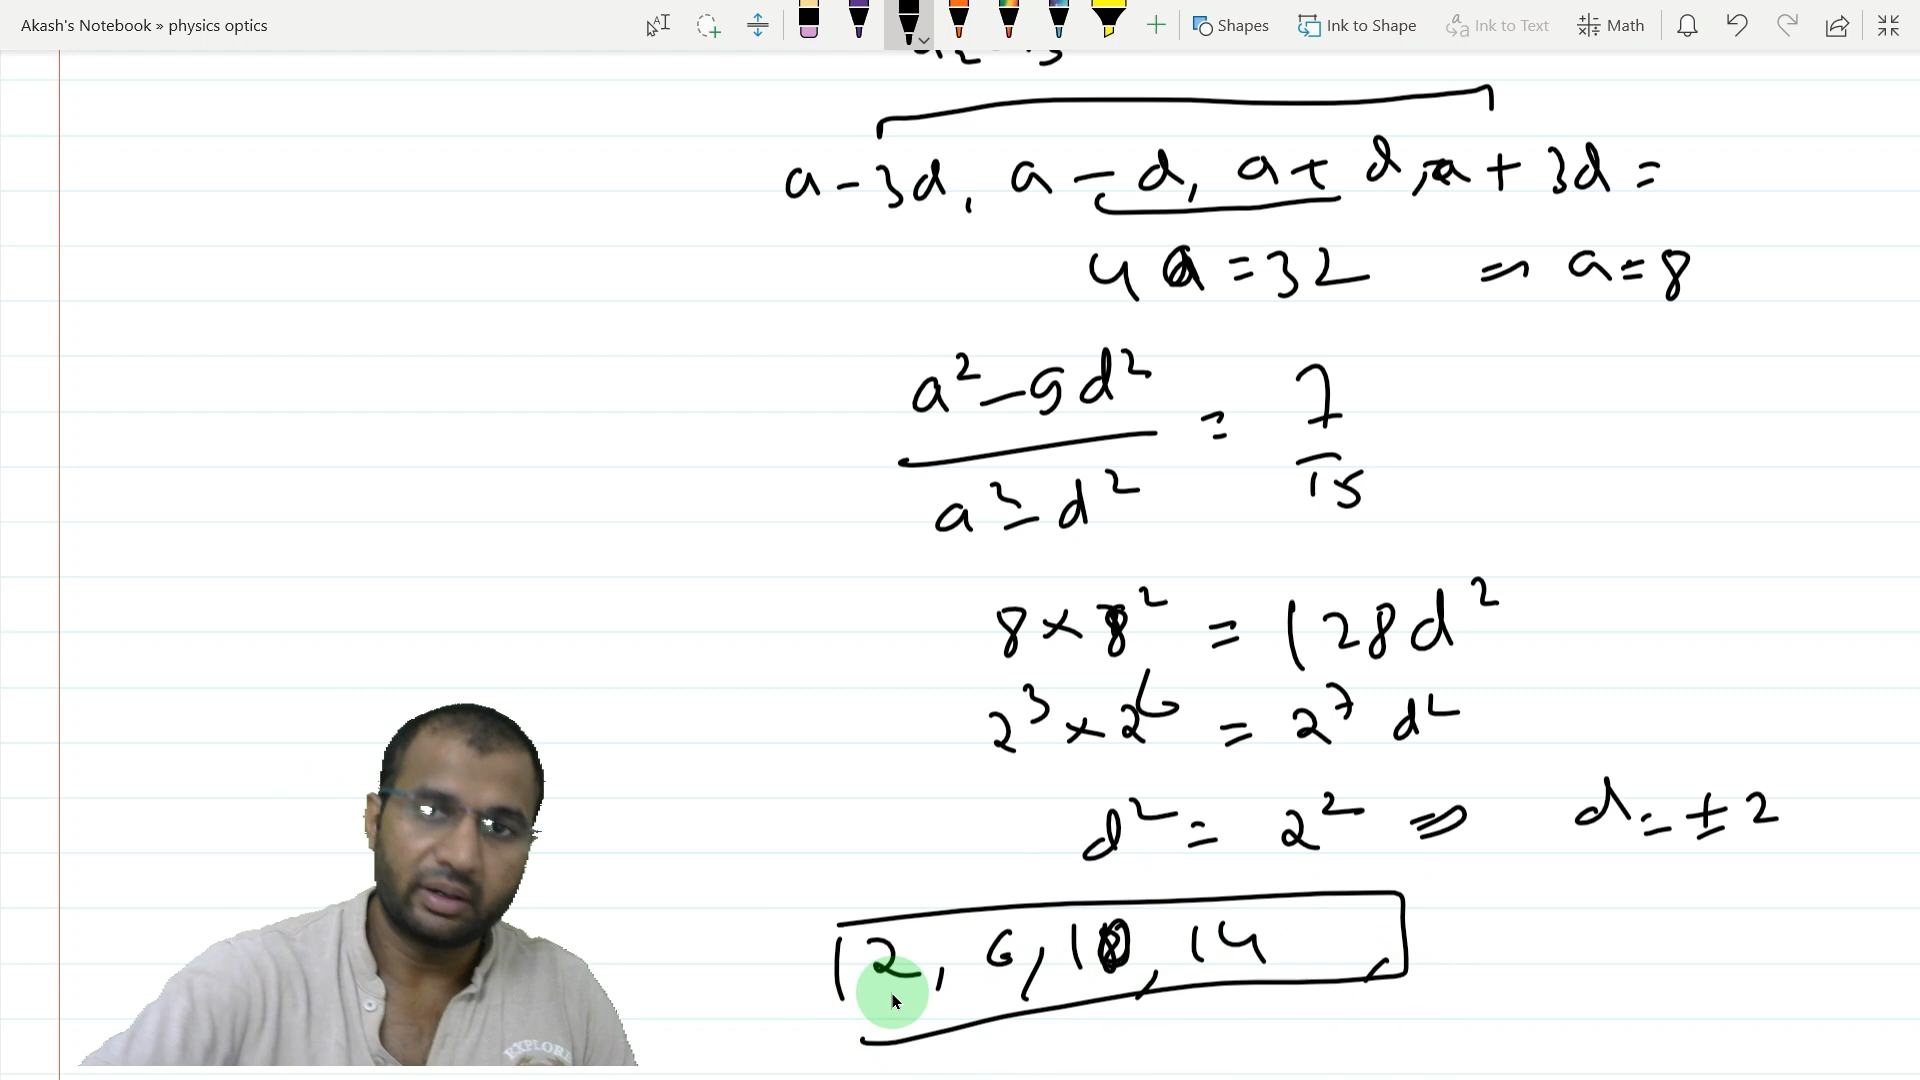 Akash's Notebook » physics optics
Shapes
Ink to Shape
Ink to Text
Math
a - 3d, a - d, a + d, a + 3d =
4a = 32 ⇒ a = 8
a² - 9d²
a² - d²
= 7/15
8 × 8² = 128d²
2³ × 2⁶ = 2⁷ d²
d² = 2² ⇒ d = ± 2
2, 6, 10, 14
EXPLORE